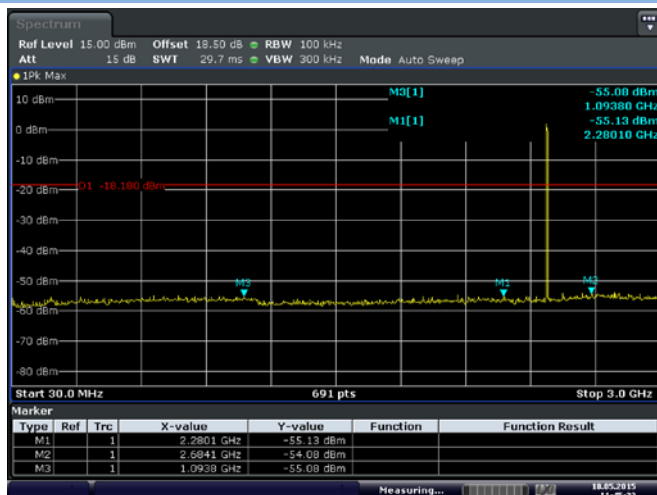 Spectrum
Ref Level 15.00 dBm Offset 18.50 dB RBW 100 kHz
Att 15 dB SWT 29.7 ms VBW 300 kHz Mode Auto Sweep
1Pk Max
M3[1] -55.08 dBm
1.09380 GHz
M1[1] -55.13 dBm
2.28010 GHz
10 dBm
0 dBm
-10 dBm
D1 -18.180 dBm
-20 dBm
-30 dBm
-40 dBm
-50 dBm
M3 M1 M2
-60 dBm
-70 dBm
-80 dBm
Start 30.0 MHz 691 pts Stop 3.0 GHz
Marker
Type Ref Trc X-value Y-value Function Function Result
M1 1 2.2801 GHz -55.13 dBm
M2 1 2.6841 GHz -54.08 dBm
M3 1 1.0938 GHz -55.08 dBm
Measuring... 18.05.2015